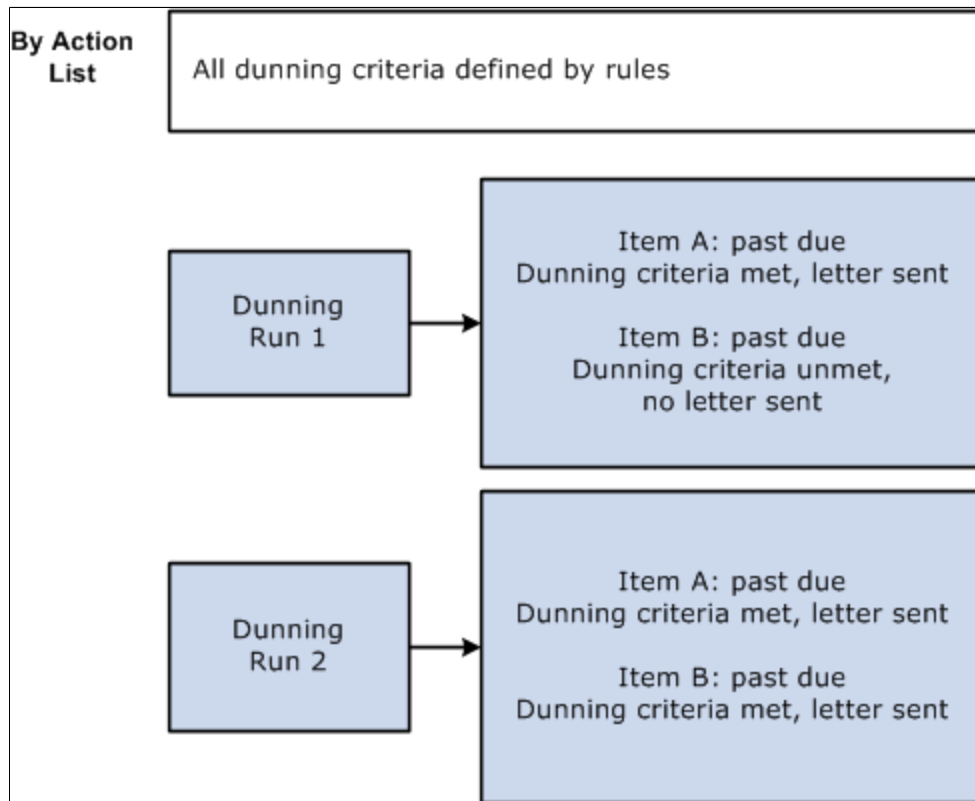 By Action
List
All dunning criteria defined by rules
Dunning
Run 1
Item A: past due
Dunning criteria met, letter sent
Item B: past due
Dunning criteria unmet,
no letter sent
Dunning
Run 2
Item A: past due
Dunning criteria met, letter sent
Item B: past due
Dunning criteria met, letter sent